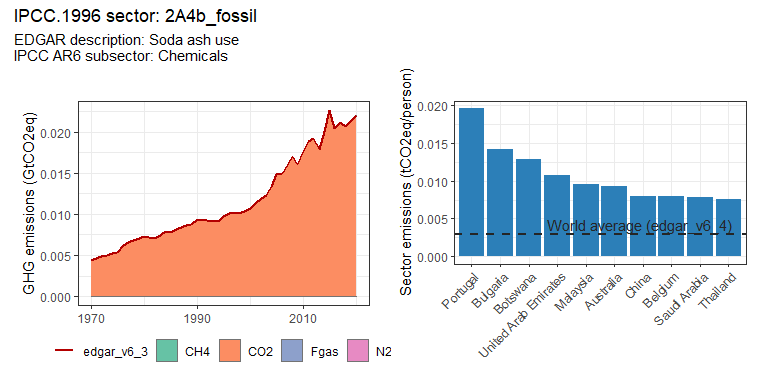 IPCC.1996 sector: 2A4b_fossil
EDGAR description: Soda ash use
IPCC AR6 subsector: Chemicals
GHG emissions (GtCO2eq)
0.020
0.015
0.010
0.005
0.000
1970
1990
2010
edgar_v6_3
CH4
CO2
Fgas
N2
Sector emissions (tCO2eq/person)
0.020
0.015
0.010
0.005
0.000
World average (edgar_v6_4)
Portugal
Bulgaria
Botswana
United Arab Emirates
Malaysia
Australia
China
Belgium
Saudi Arabia
Thailand